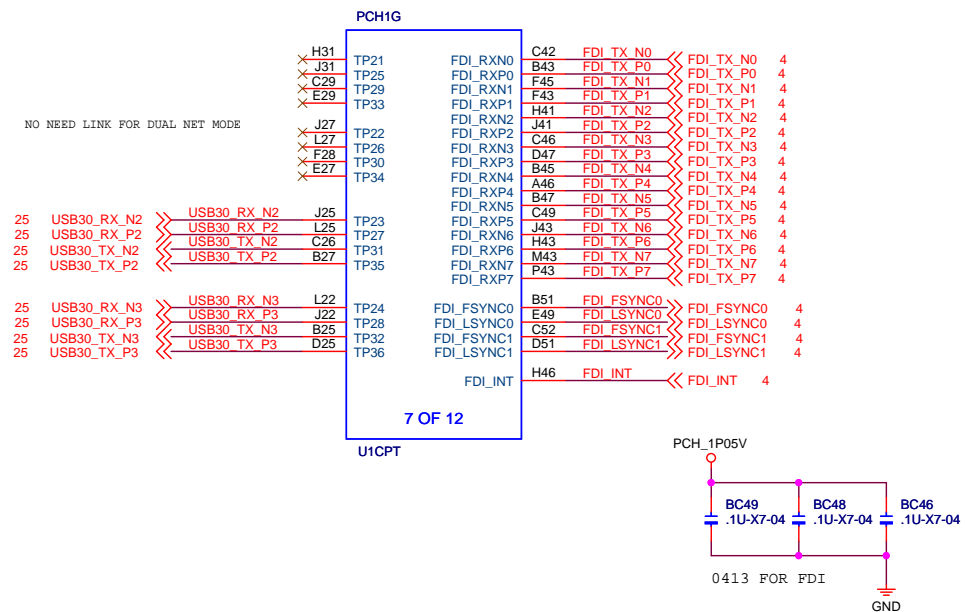 PCH1G
H31 TP21 FDI_RXN0 C42 FDI_TX_N0 FDI_TX_N0 4
J31 TP25 FDI_RXP0 B43 FDI_TX_P0 FDI_TX_P0 4
C29 TP29 FDI_RXN1 F45 FDI_TX_N1 FDI_TX_N1 4
E29 TP33 FDI_RXP1 F43 FDI_TX_P1 FDI_TX_P1 4
FDI_RXN2 H41 FDI_TX_N2 FDI_TX_N2 4
NO NEED LINK FOR DUAL NET MODE J27 TP22 FDI_RXP2 J41 FDI_TX_P2 FDI_TX_P2 4
L27 TP26 FDI_RXN3 C46 FDI_TX_N3 FDI_TX_N3 4
F28 TP30 FDI_RXP3 D47 FDI_TX_P3 FDI_TX_P3 4
E27 TP34 FDI_RXN4 B45 FDI_TX_N4 FDI_TX_N4 4
FDI_RXP4 A46 FDI_TX_P4 FDI_TX_P4 4
FDI_RXN5 B47 FDI_TX_N5 FDI_TX_N5 4
25 USB30_RX_N2 USB30_RX_N2 J25 TP23 FDI_RXP5 C49 FDI_TX_P5 FDI_TX_P5 4
25 USB30_RX_P2 USB30_RX_P2 L25 TP27 FDI_RXN6 J43 FDI_TX_N6 FDI_TX_N6 4
25 USB30_TX_N2 USB30_TX_N2 C26 TP31 FDI_RXP6 H43 FDI_TX_P6 FDI_TX_P6 4
25 USB30_TX_P2 USB30_TX_P2 B27 TP35 FDI_RXN7 M43 FDI_TX_N7 FDI_TX_N7 4
FDI_RXP7 P43 FDI_TX_P7 FDI_TX_P7 4
25 USB30_RX_N3 USB30_RX_N3 L22 TP24 FDI_FSYNC0 B51 FDI_FSYNC0 FDI_FSYNC0 4
25 USB30_RX_P3 USB30_RX_P3 J22 TP28 FDI_LSYNC0 E49 FDI_LSYNC0 FDI_LSYNC0 4
25 USB30_TX_N3 USB30_TX_N3 B25 TP32 FDI_FSYNC1 C52 FDI_FSYNC1 FDI_FSYNC1 4
25 USB30_TX_P3 USB30_TX_P3 D25 TP36 FDI_LSYNC1 D51 FDI_LSYNC1 FDI_LSYNC1 4
FDI_INT H46 FDI_INT FDI_INT 4
7 OF 12
U1CPT
PCH_1P05V
BC49 BC48 BC46
.1U-X7-04 .1U-X7-04 .1U-X7-04
0413 FOR FDI
GND